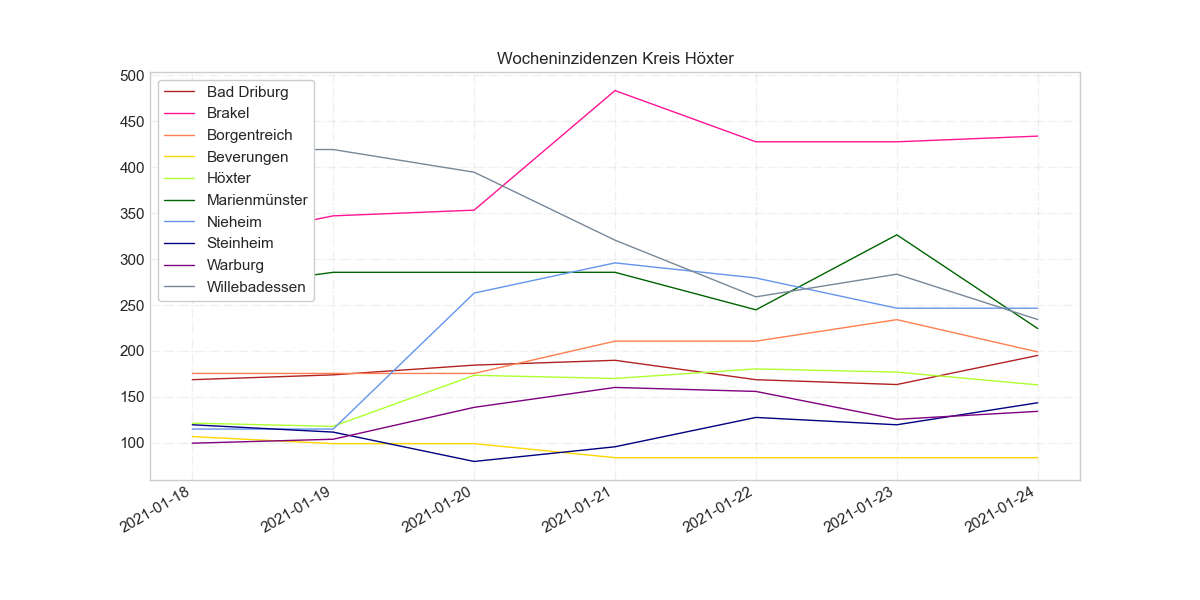 Wocheninzidenzen Kreis Höxter
500
450
400
350
300
250
200
150
100
Bad Driburg
Brakel
Borgentreich
Beverungen
Höxter
Marienmünster
Nieheim
Steinheim
Warburg
Willebadessen
2021-01-18
2021-01-19
2021-01-20
2021-01-21
2021-01-22
2021-01-23
2021-01-24